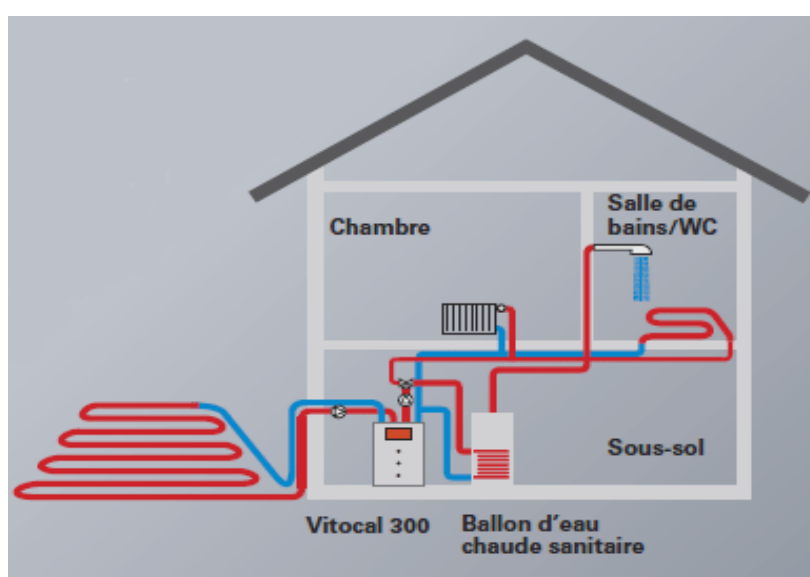 Chambre
Salle de
bains/WC
Sous-sol
Vitocal 300
Ballon d'eau
chaude sanitaire